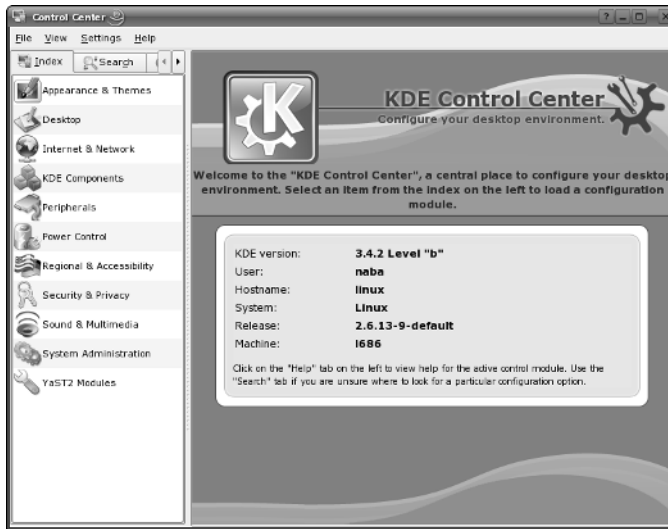 Control Center
File View Settings Help
Index Search
Appearance & Themes
Desktop
Internet & Network
KDE Components
Peripherals
Power Control
Regional & Accessibility
Security & Privacy
Sound & Multimedia
System Administration
YaST2 Modules
KDE Control Center
Configure your desktop environment.
Welcome to the "KDE Control Center", a central place to configure your desktop
environment. Select an item from the index on the left to load a configuration
module.
KDE version: 3.4.2 Level "b"
User: naba
Hostname: linux
System: Linux
Release: 2.6.13-9-default
Machine: i686
Click on the "Help" tab on the left to view help for the active control module. Use the
"Search" tab if you are unsure where to look for a particular configuration option.